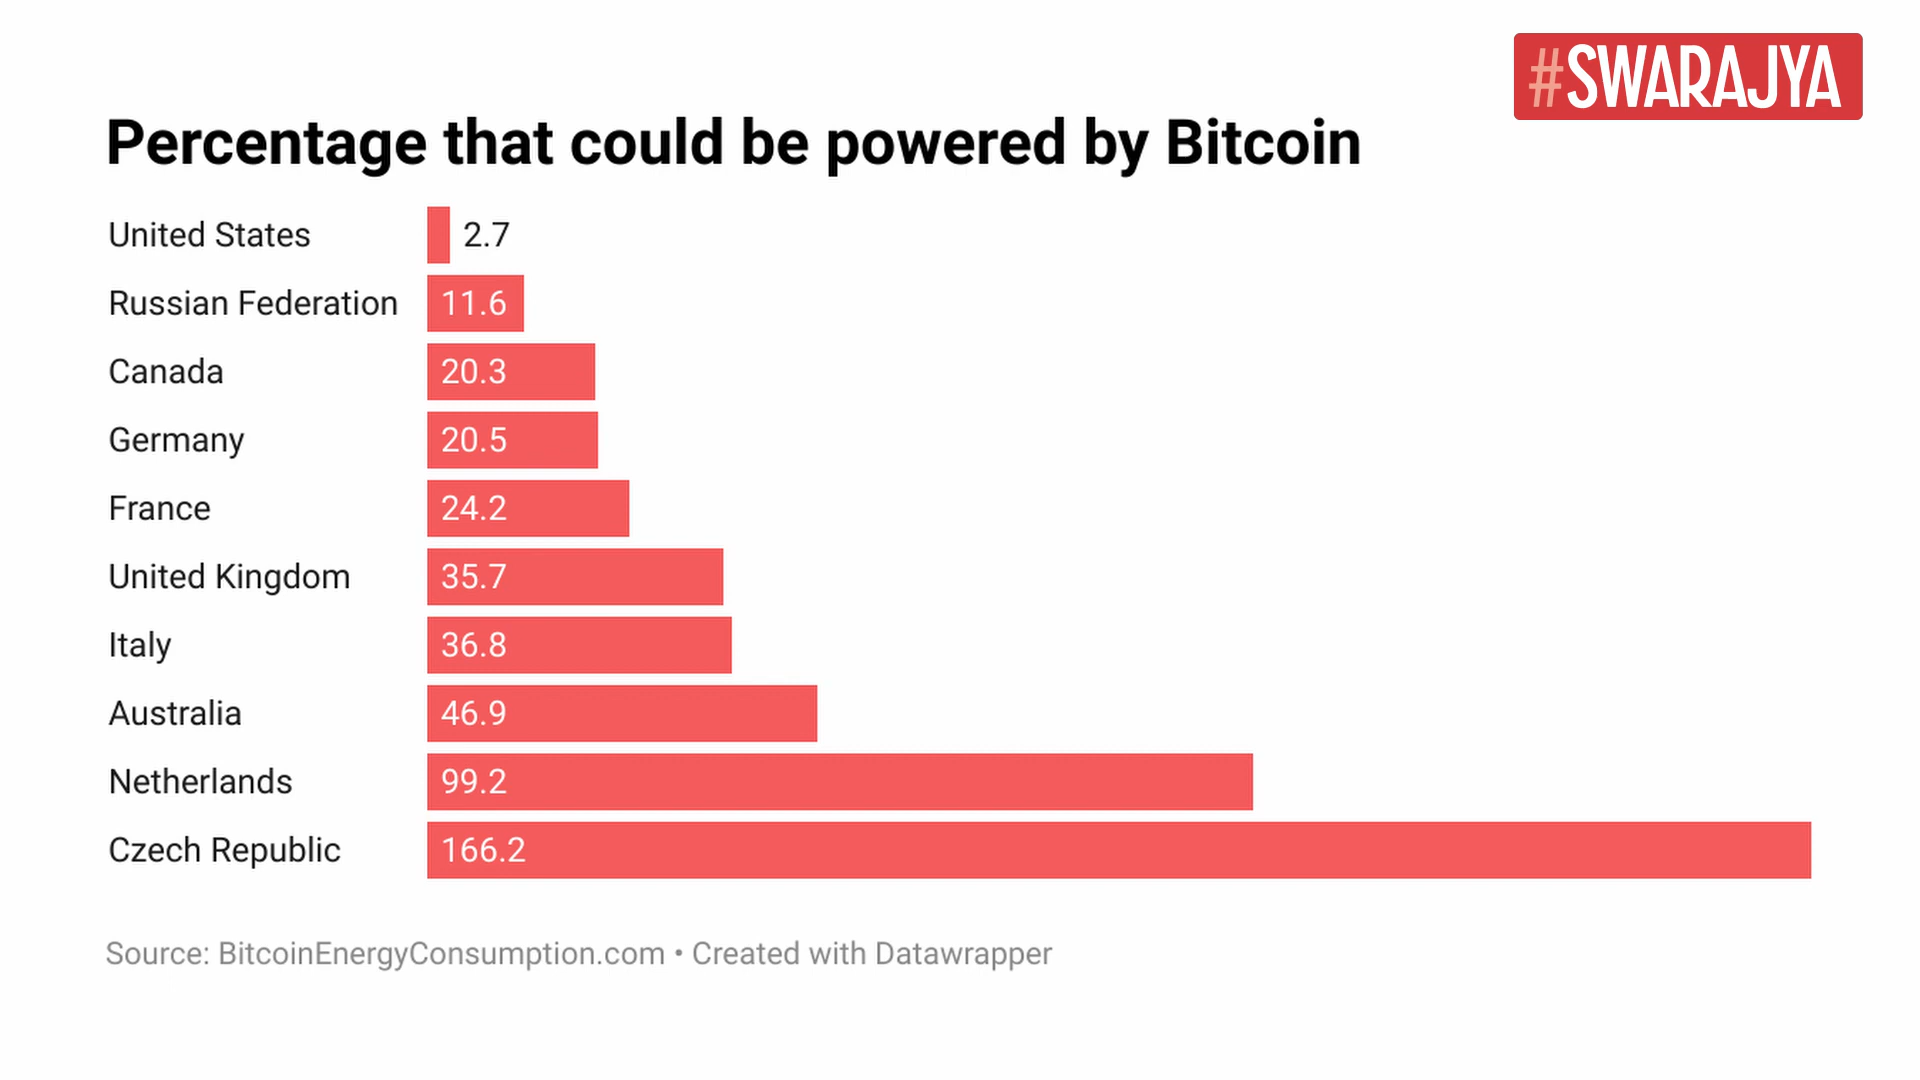 #SWARAJYA
Percentage that could be powered by Bitcoin
United States 2.7
Russian Federation 11.6
Canada 20.3
Germany 20.5
France 24.2
United Kingdom 35.7
Italy 36.8
Australia 46.9
Netherlands 99.2
Czech Republic 166.2
Source: BitcoinEnergyConsumption.com • Created with Datawrapper